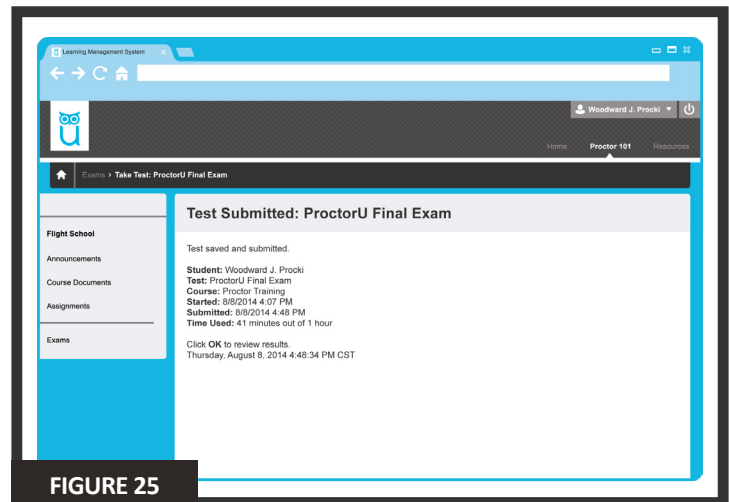 Learning Management System
Woodward J. Procki
Home Proctor 101 Resources
Exams > Take Test: ProctorU Final Exam
Flight School
Announcements
Course Documents
Assignments
Exams
Test Submitted: ProctorU Final Exam
Test saved and submitted.
Student: Woodward J. Procki
Test: ProctorU Final Exam
Course: Proctor Training
Started: 8/8/2014 4:07 PM
Submitted: 8/8/2014 4:48 PM
Time Used: 41 minutes out of 1 hour
Click OK to review results.
Thursday, August 8, 2014 4:48:34 PM CST
FIGURE 25